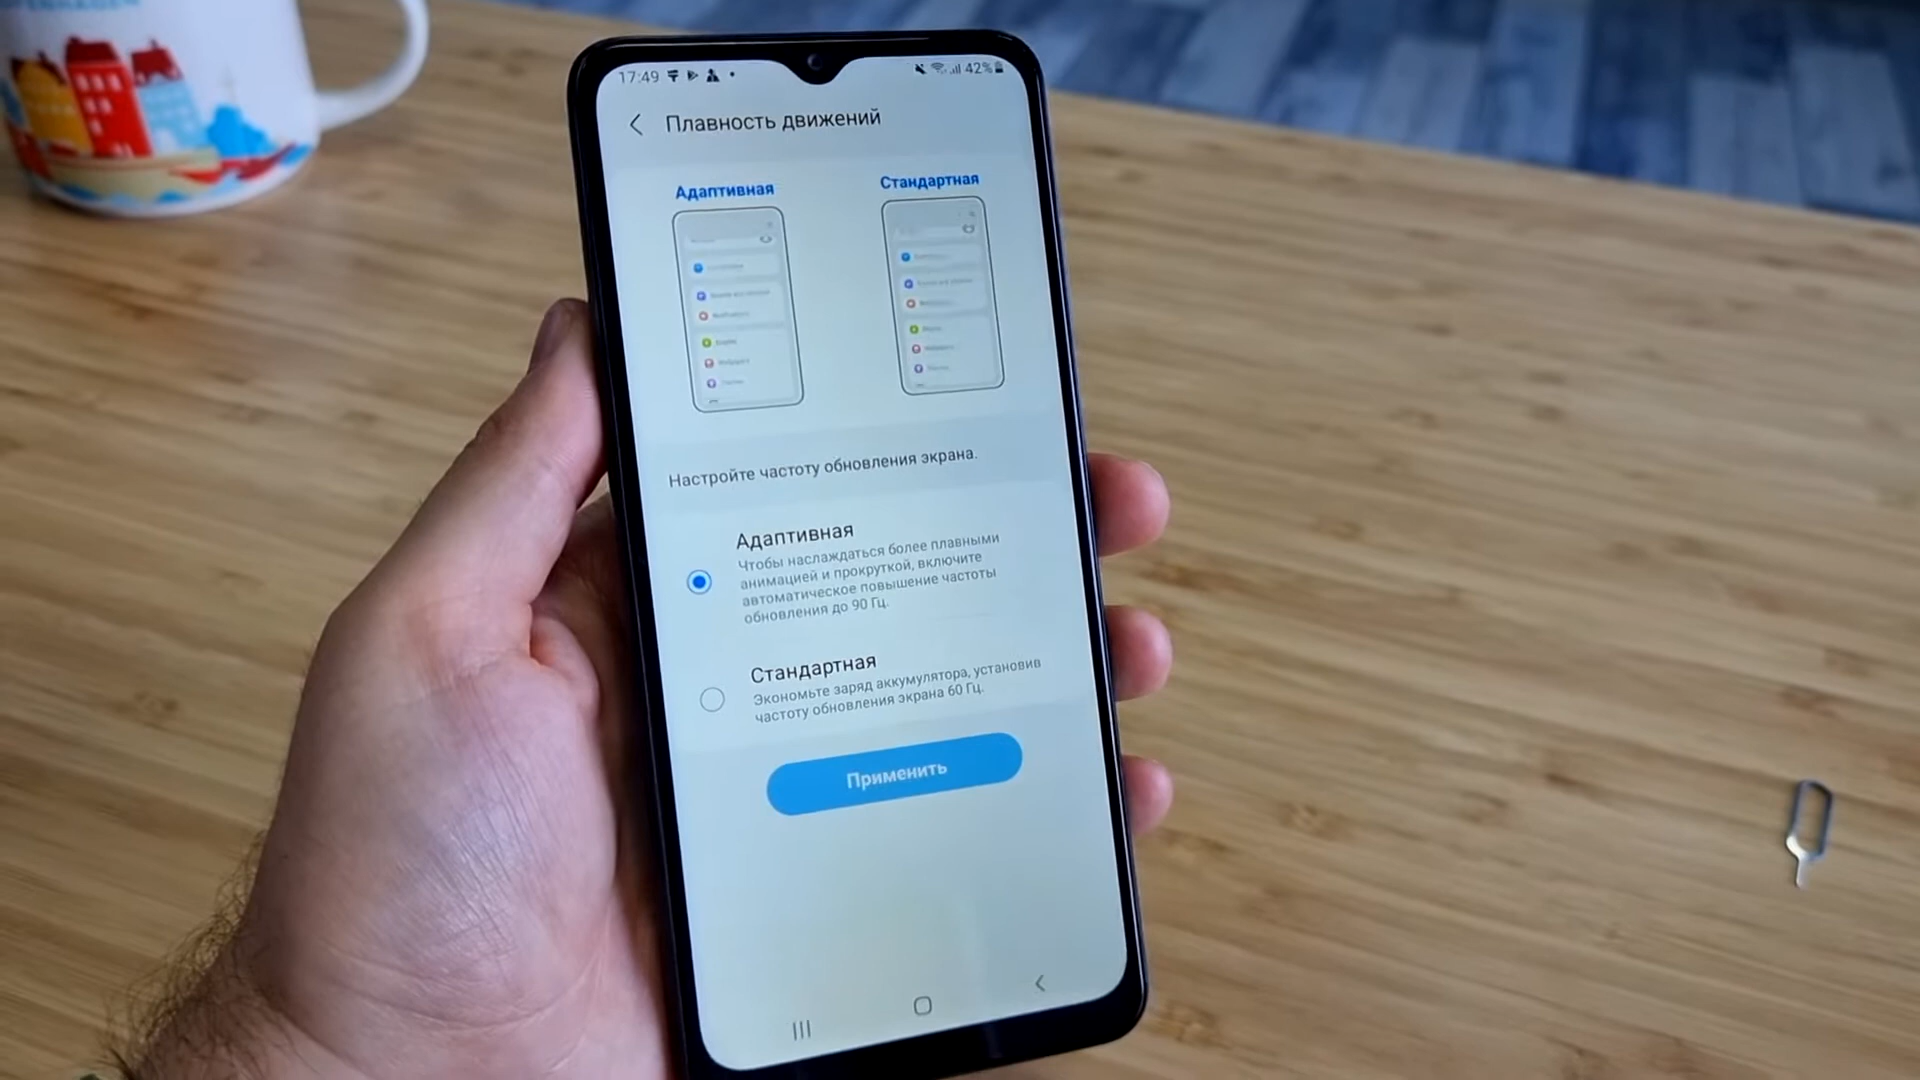 17:49
42%
Плавность движений
Адаптивная
Стандартная
Настройте частоту обновления экрана.
Адаптивная
Чтобы наслаждаться более плавными
анимацией и прокруткой, включите
автоматическое повышение частоты
обновления до 90 Гц.
Стандартная
Экономьте заряд аккумулятора, установив
частоту обновления экрана 60 Гц.
Применить